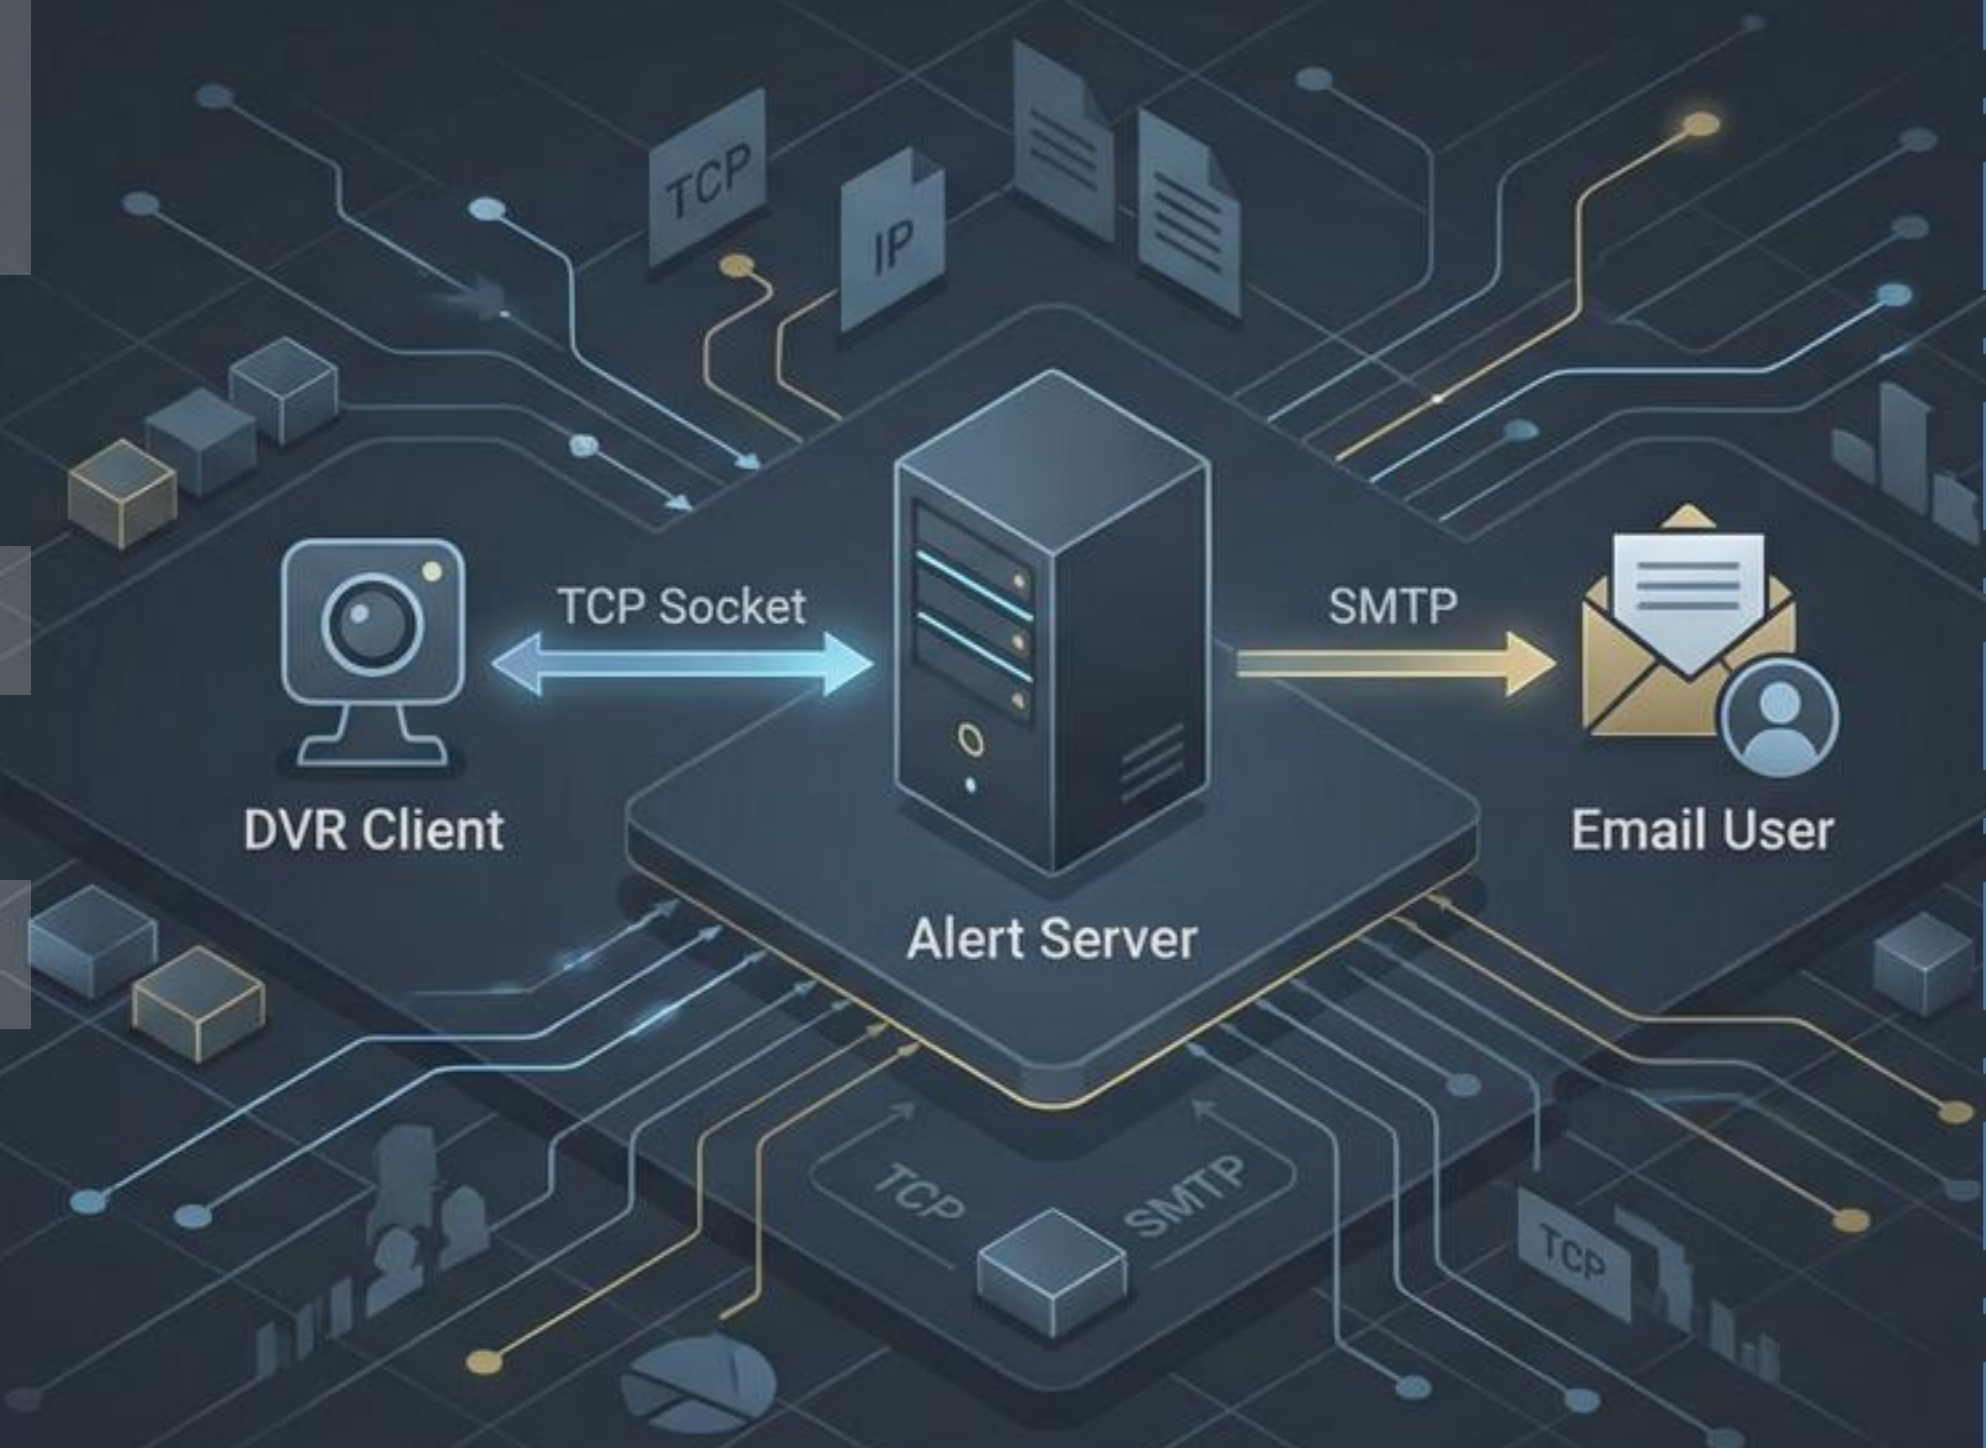 TCP
IP
TCP Socket
SMTP
DVR Client
Email User
Alert Server
TCP
SMTP
TCP